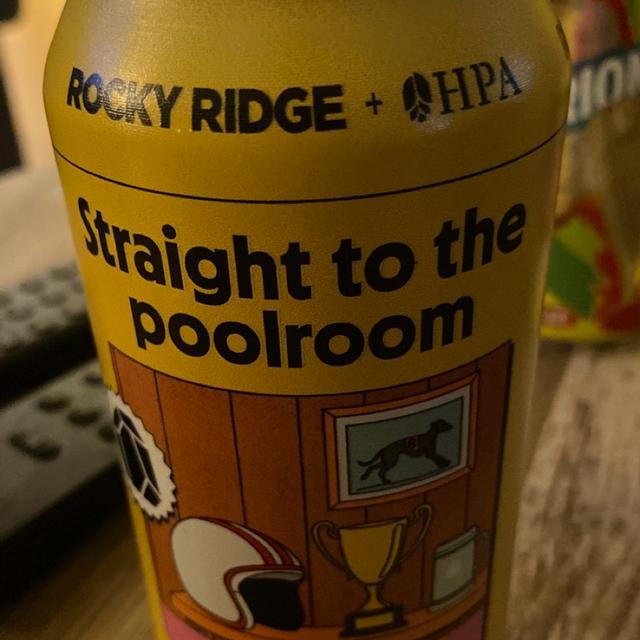 ROCKY RIDGE + HPA
Straight to the
poolroom